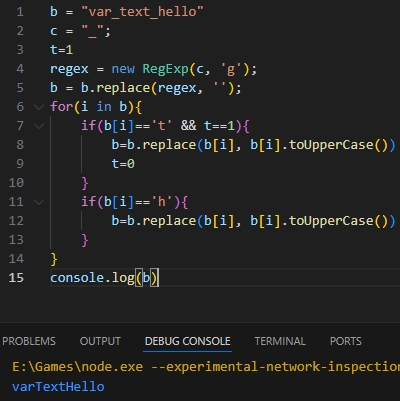 1 b = "var_text_hello"
2 c = "_";
3 t=1
4 regex = new RegExp(c, 'g');
5 b = b.replace(regex, '');
6 for(i in b){
7 if(b[i]=='t' && t==1){
8 b=b.replace(b[i], b[i].toUpperCase())
9 t=0
10 }
11 if(b[i]=='h'){
12 b=b.replace(b[i], b[i].toUpperCase())
13 }
14 }
15 console.log(b)
PROBLEMS OUTPUT DEBUG CONSOLE TERMINAL PORTS
E:\Games\node.exe --experimental-network-inspection
varTextHello